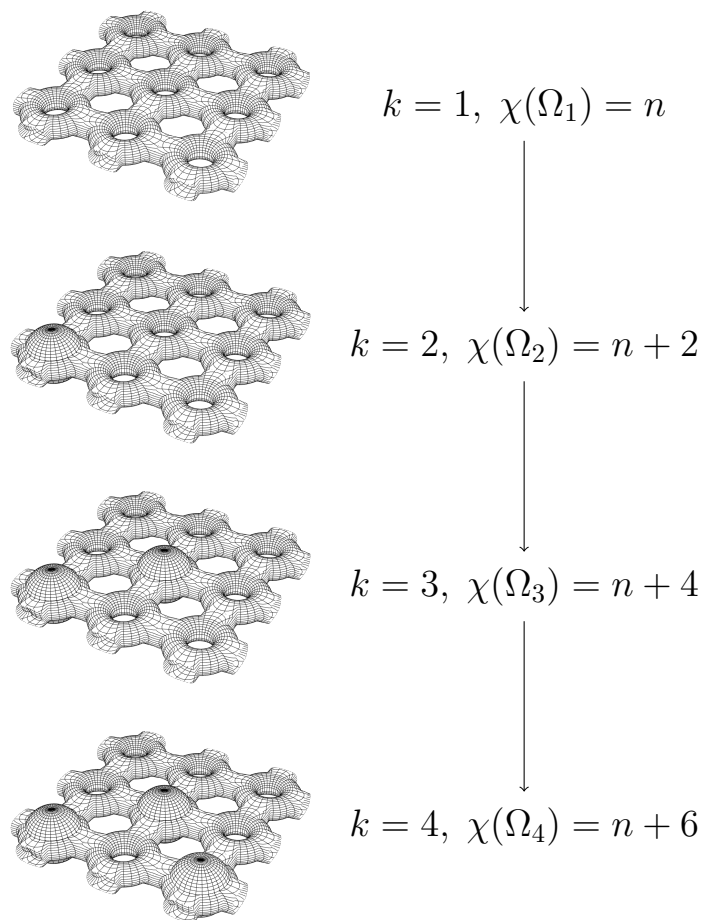 k = 1, χ(Ω₁) = n
k = 2, χ(Ω₂) = n + 2
k = 3, χ(Ω₃) = n + 4
k = 4, χ(Ω₄) = n + 6